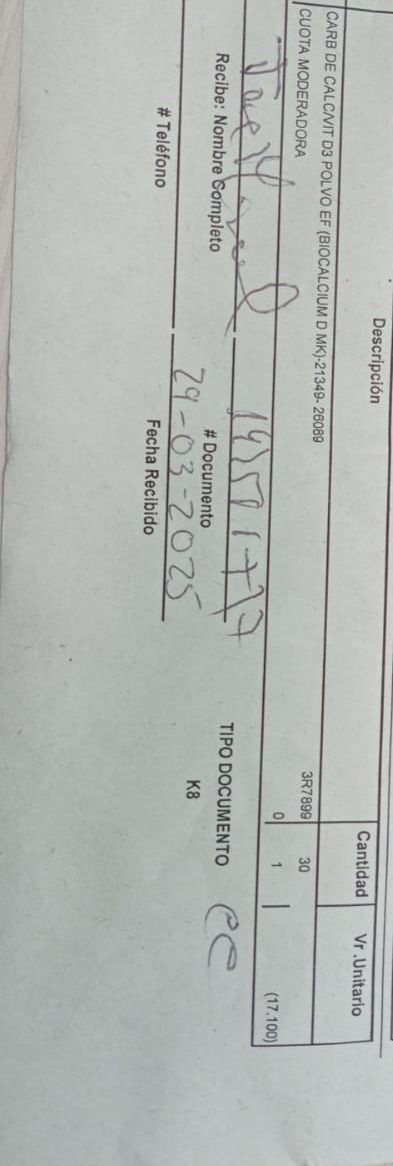 Descripción Cantidad Vr .Unitario
CARB DE CALC/VIT D3 POLVO EF (BIOCALCIUM D MK)-21349- 26089 3R7899 30
CUOTA MODERADORA 0 1 (17.100)
Recibe: Nombre Completo # Documento TIPO DOCUMENTO CC
29-03-2025 K8
# Teléfono Fecha Recibido